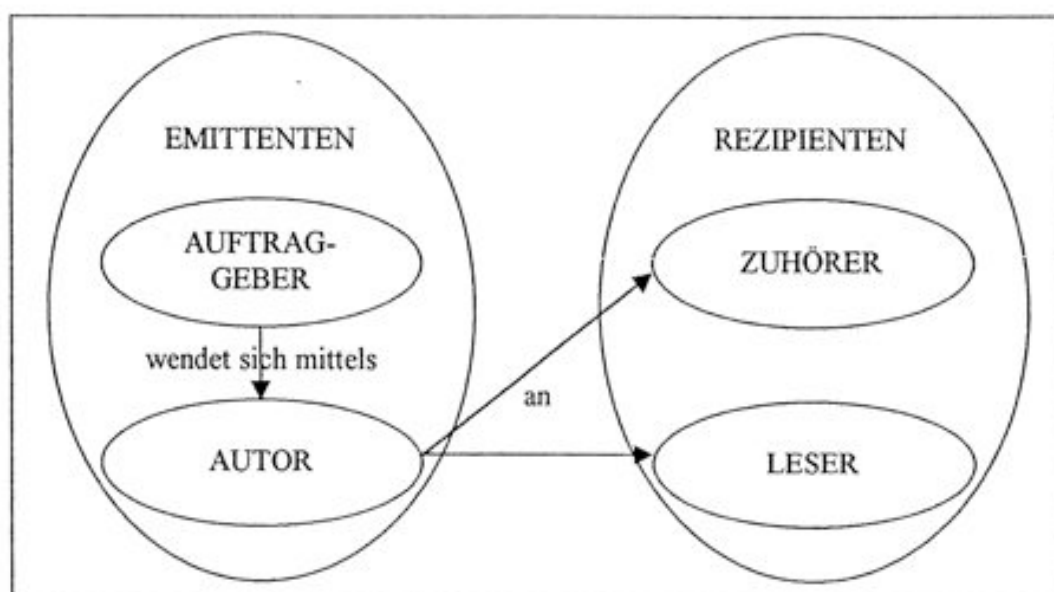 EMITTENTEN
AUFTRAG-
GEBER
wendet sich mittels
AUTOR
an
REZIPIENTEN
ZUHÖRER
LESER